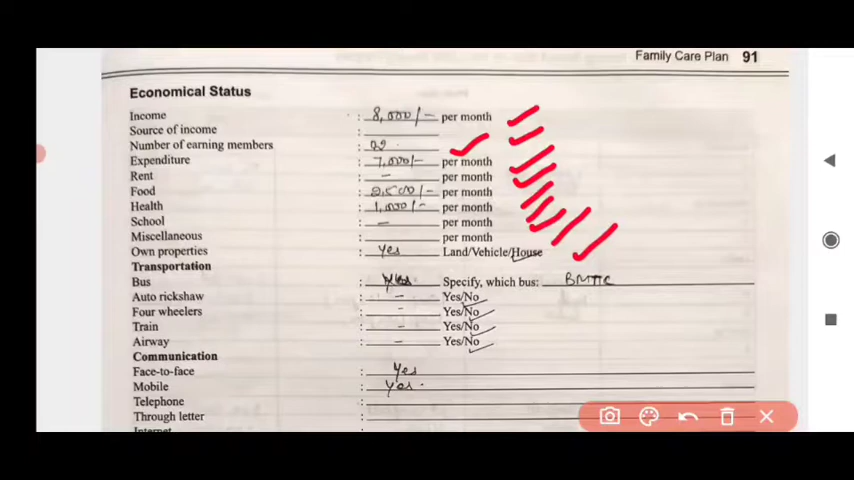 Family Care Plan 91
Economical Status
Income : 8,000/- per month
Source of income :
Number of earning members : 02
Expenditure : 7,000/- per month
Rent : - per month
Food : per month
Health : 1,000/- per month
School : - per month
Miscellaneous : per month
Own properties : Yes Land/Vehicle/House
Transportation
Bus : Yes Specify, which bus: BMTC
Auto rickshaw : - Yes/No
Four wheelers : - Yes/No
Train : - Yes/No
Airway : - Yes/No
Communication
Face-to-face : Yes
Mobile : Yes
Telephone :
Through letter :
Internet